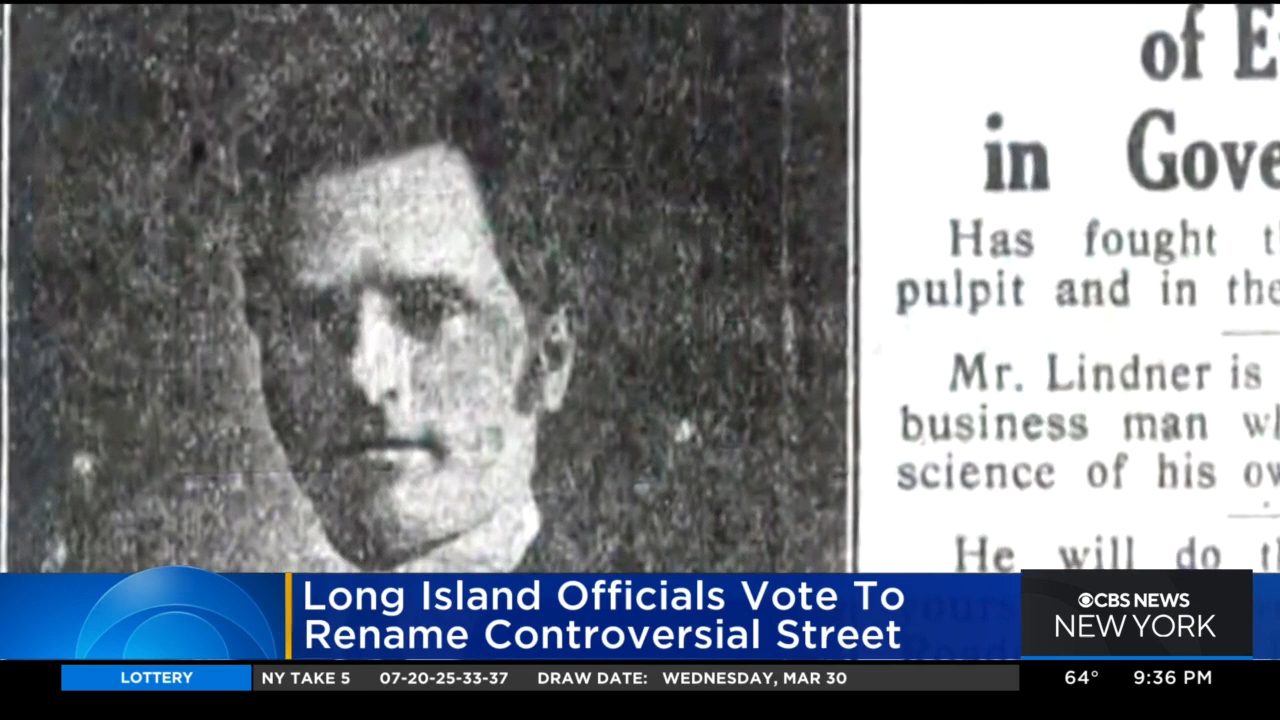 of E
in Gove
Has fought t
pulpit and in the
Mr. Lindner is
business man w
science of his ow
He will do t
Long Island Officials Vote To
Rename Controversial Street
CBS NEWS
NEW YORK
LOTTERY NY TAKE 5 07-20-25-33-37 DRAW DATE: WEDNESDAY, MAR 30 64° 9:36 PM